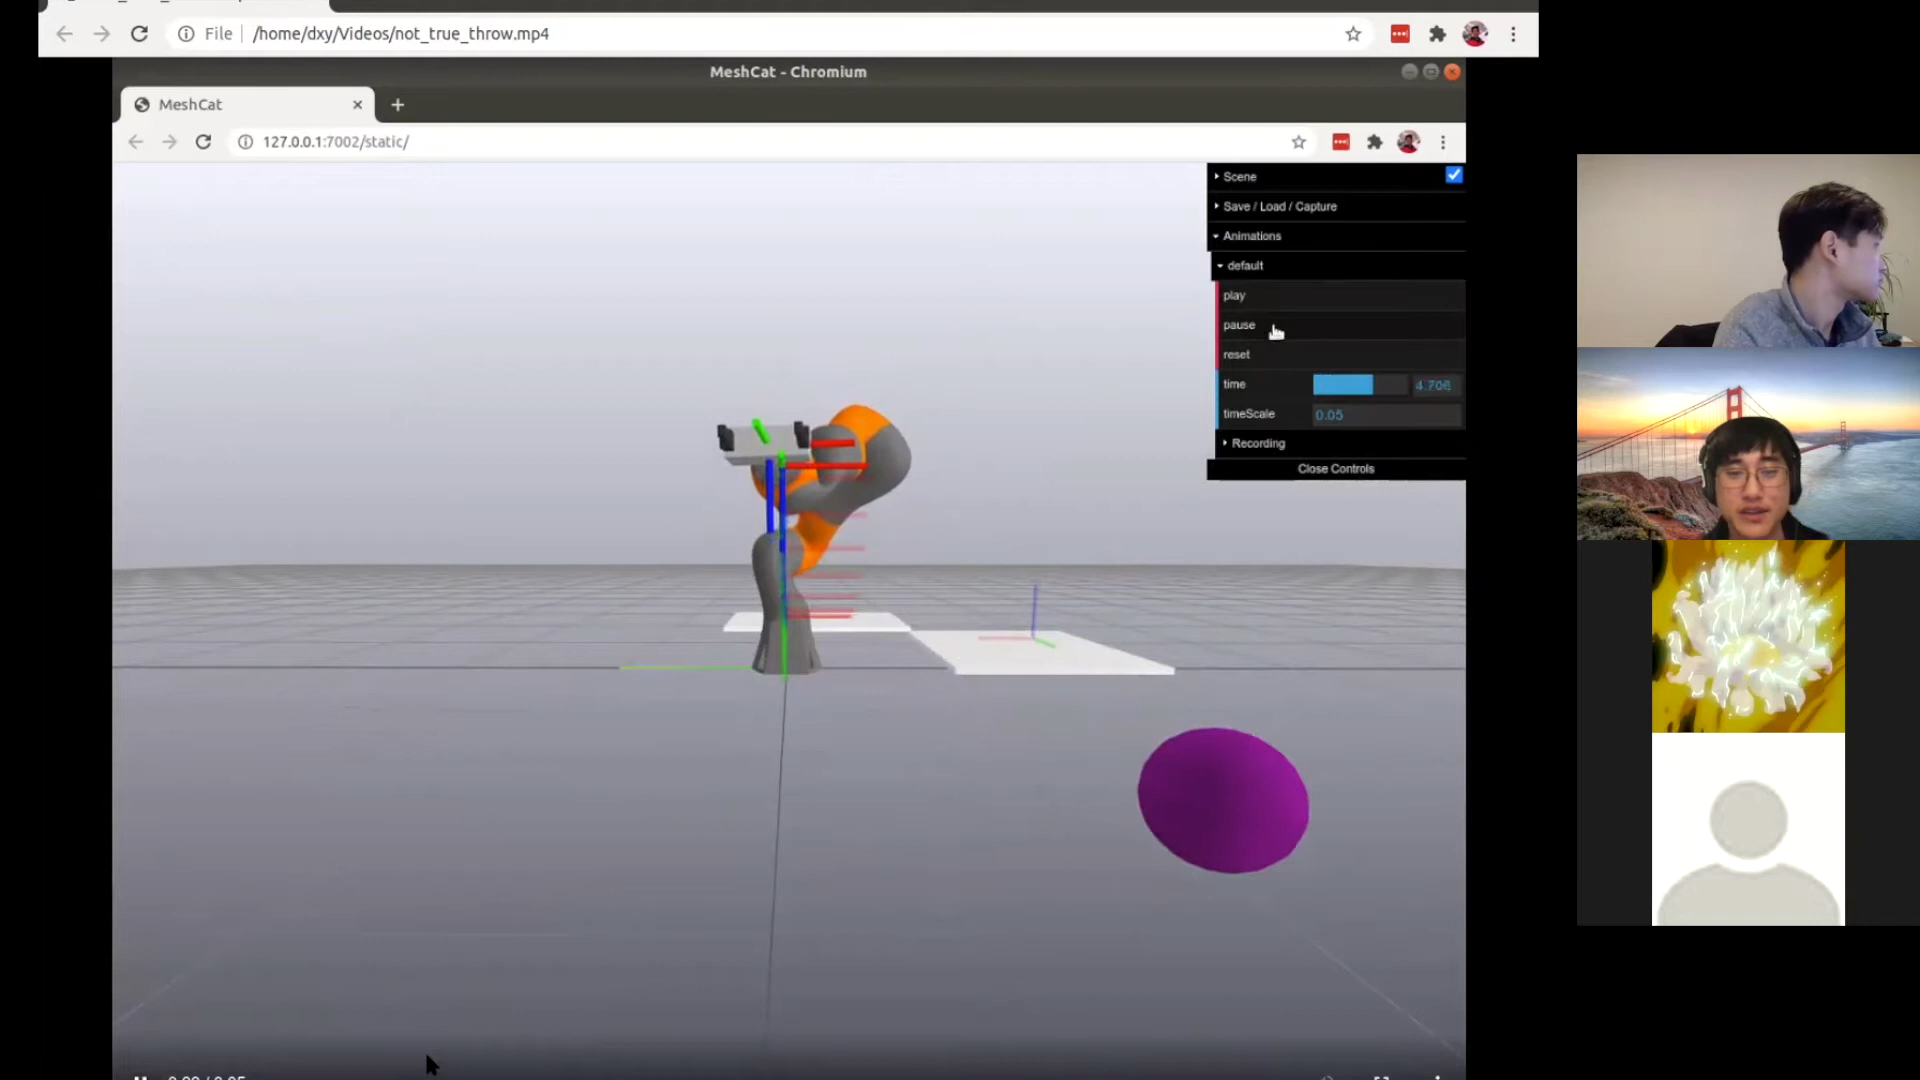 File
/home/dxy/Videos/not_true_throw.mp4
MeshCat - Chromium
MeshCat
127.0.0.1:7002/static/
Scene
Save / Load / Capture
Animations
default
play
pause
reset
time 4.706
timeScale 0.05
Recording
Close Controls